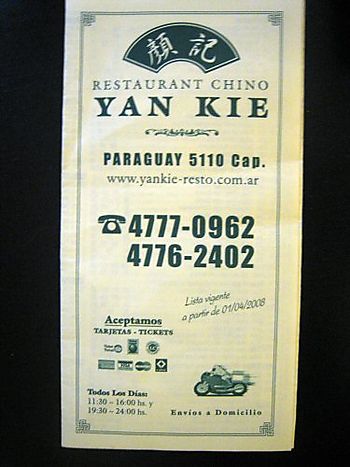 顏記
RESTAURANT CHINO
YAN KIE
PARAGUAY 5110 Cap.
www.yankie-resto.com.ar
☎4777-0962
4776-2402
Lista vigente
a partir de 01/04/2008
Aceptamos
TARJETAS - TICKETS
VISA
Todos Los Días:
11:30 - 16:00 hs. y
19:30 - 24:00 hs.
Envíos a Domicilio